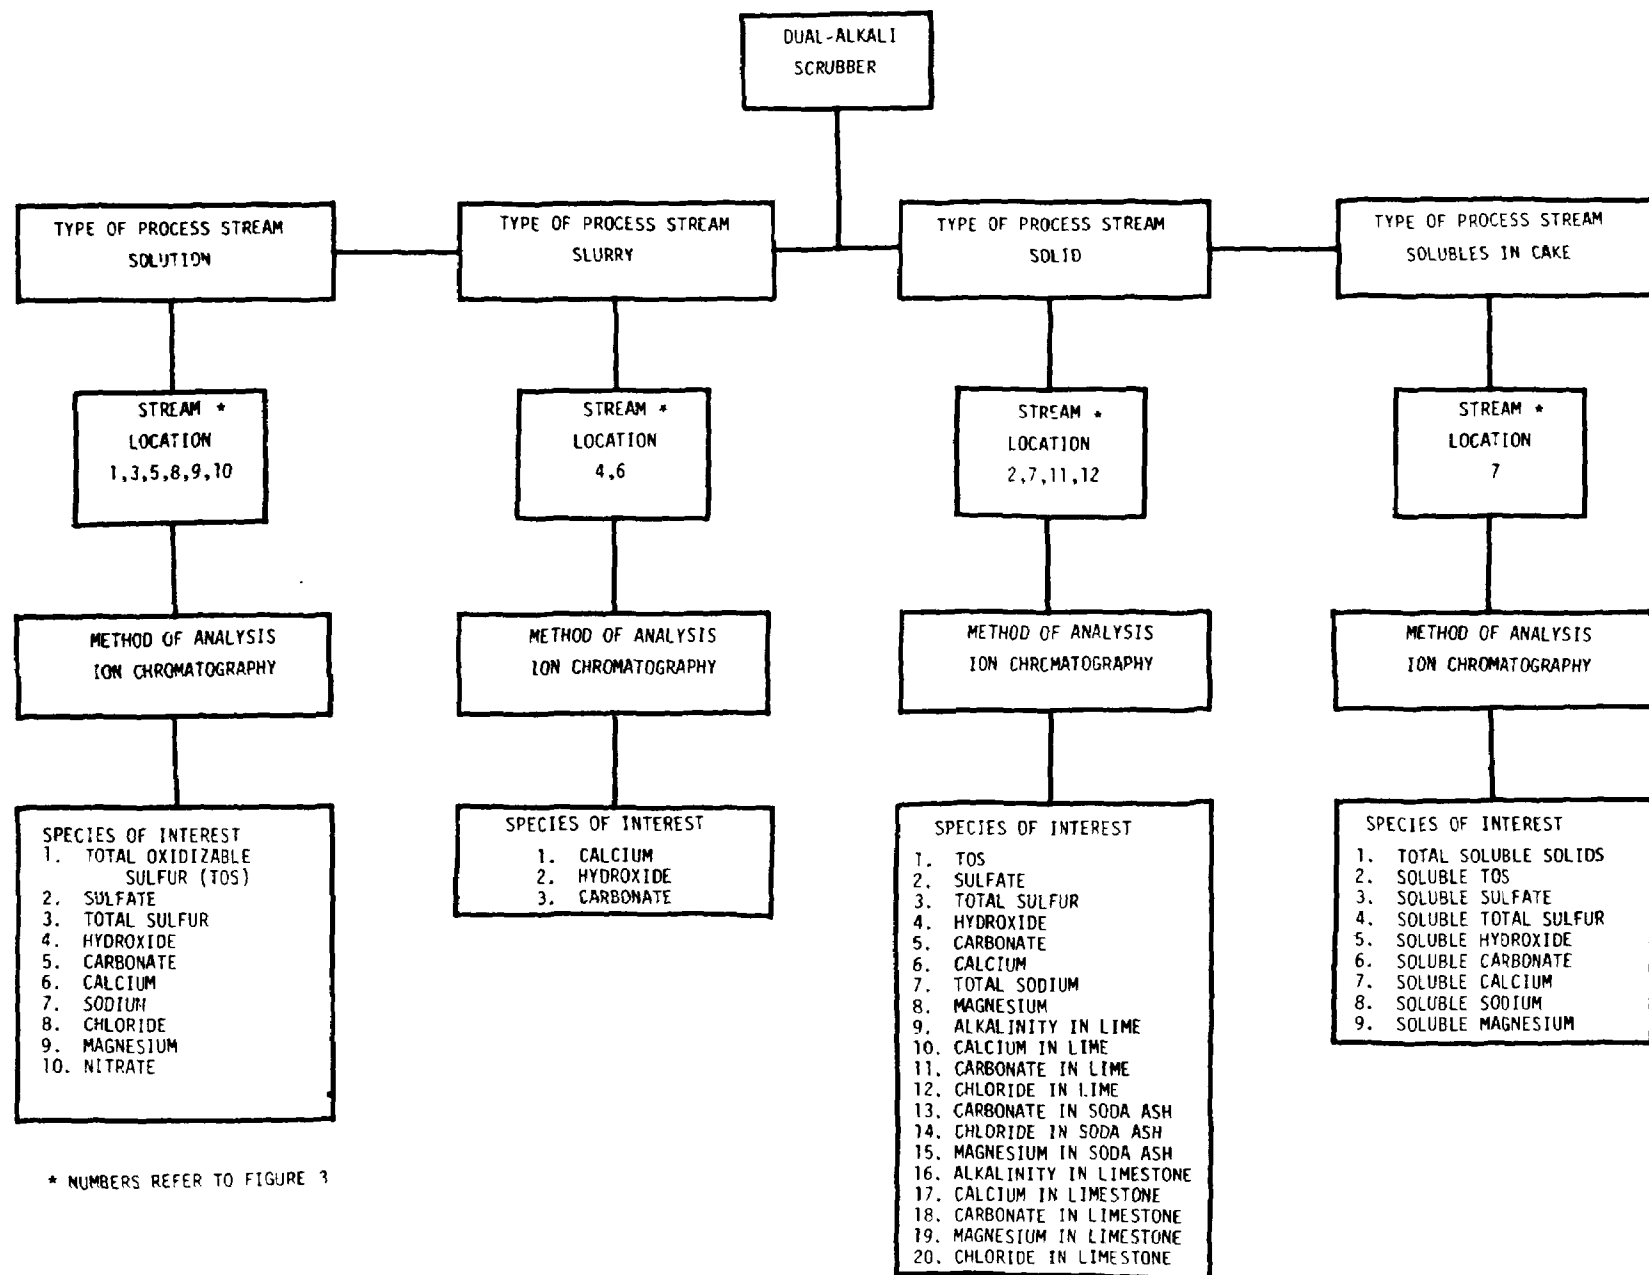 DUAL-ALKALI
SCRUBBER
TYPE OF PROCESS STREAM
SOLUTION
TYPE OF PROCESS STREAM
SLURRY
TYPE OF PROCESS STREAM
SOLID
TYPE OF PROCESS STREAM
SOLUBLES IN CAKE
STREAM *
LOCATION
1,3,5,8,9,10
STREAM *
LOCATION
4,6
STREAM *
LOCATION
2,7,11,12
STREAM *
LOCATION
7
METHOD OF ANALYSIS
ION CHROMATOGRAPHY
METHOD OF ANALYSIS
ION CHROMATOGRAPHY
METHOD OF ANALYSIS
ION CHROMATOGRAPHY
METHOD OF ANALYSIS
ION CHROMATOGRAPHY
SPECIES OF INTEREST
1. TOTAL OXIDIZABLE
SULFUR (TOS)
2. SULFATE
3. TOTAL SULFUR
4. HYDROXIDE
5. CARBONATE
6. CALCIUM
7. SODIUM
8. CHLORIDE
9. MAGNESIUM
10. NITRATE
SPECIES OF INTEREST
1. CALCIUM
2. HYDROXIDE
3. CARBONATE
SPECIES OF INTEREST
1. TOS
2. SULFATE
3. TOTAL SULFUR
4. HYDROXIDE
5. CARBONATE
6. CALCIUM
7. TOTAL SODIUM
8. MAGNESIUM
9. ALKALINITY IN LIME
10. CALCIUM IN LIME
11. CARBONATE IN LIME
12. CHLORIDE IN LIME
13. CARBONATE IN SODA ASH
14. CHLORIDE IN SODA ASH
15. MAGNESIUM IN SODA ASH
16. ALKALINITY IN LIMESTONE
17. CALCIUM IN LIMESTONE
18. CARBONATE IN LIMESTONE
19. MAGNESIUM IN LIMESTONE
20. CHLORIDE IN LIMESTONE
SPECIES OF INTEREST
1. TOTAL SOLUBLE SOLIDS
2. SOLUBLE TOS
3. SOLUBLE SULFATE
4. SOLUBLE TOTAL SULFUR
5. SOLUBLE HYDROXIDE
6. SOLUBLE CARBONATE
7. SOLUBLE CALCIUM
8. SOLUBLE SODIUM
9. SOLUBLE MAGNESIUM
* NUMBERS REFER TO FIGURE 3